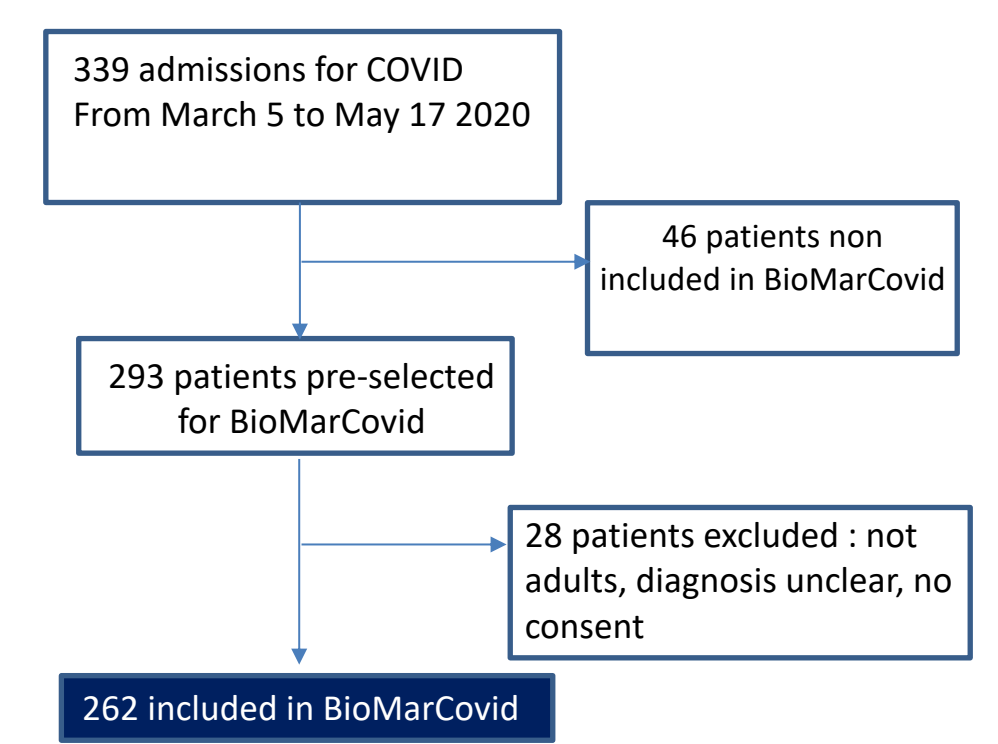 339 admissions for COVID
From March 5 to May 17 2020
46 patients non
included in BioMarCovid
293 patients pre-selected
for BioMarCovid
28 patients excluded : not
adults, diagnosis unclear, no
consent
262 included in BioMarCovid